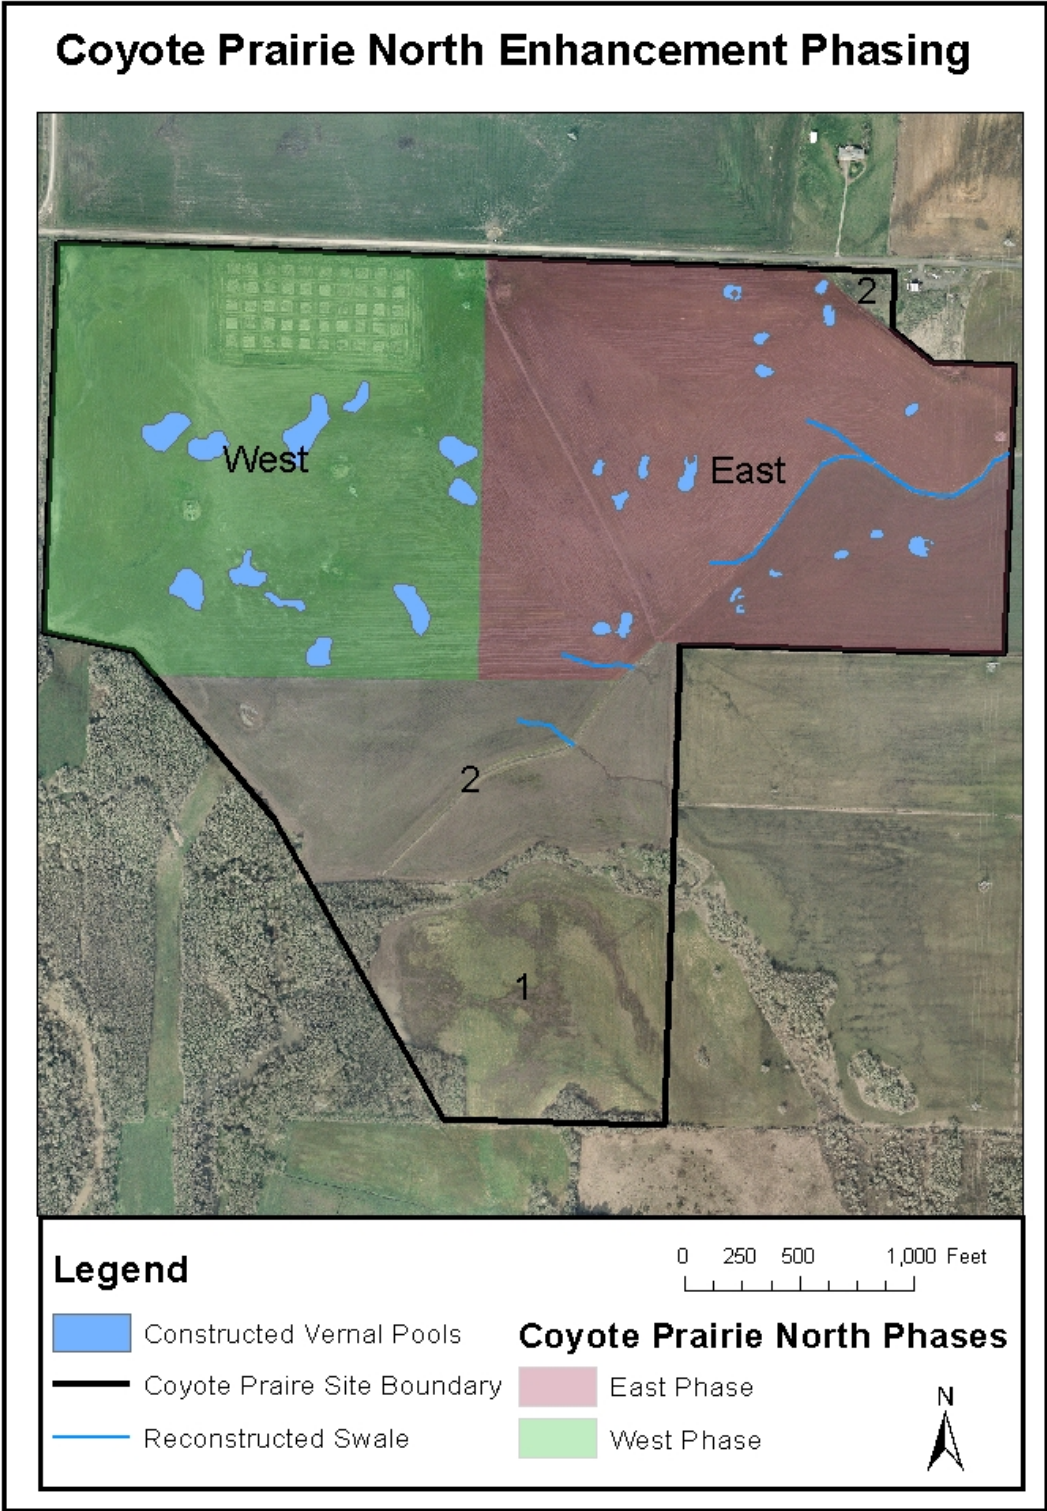 Coyote Prairie North Enhancement Phasing
2
West
East
2
1
Legend
Constructed Vernal Pools
Coyote Praire Site Boundary
Reconstructed Swale
0 250 500 1,000 Feet
Coyote Prairie North Phases
East Phase
West Phase
N